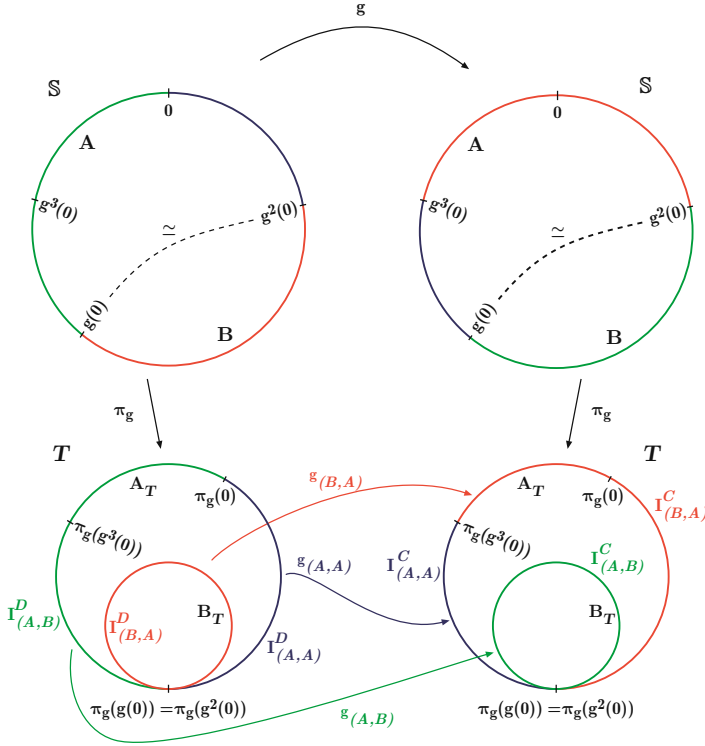 g
𝕊
𝕊
0
0
A
A
g³(0)
g²(0)
g³(0)
g²(0)
≃
≃
g(0)
g(0)
B
B
π_g
π_g
T
T
A_T
π_g(0)
g_(B,A)
A_T
π_g(0)
I^C_(B,A)
π_g(g³(0))
π_g(g³(0))
g_(A,A)
I^C_(A,A)
I^C_(A,B)
I^D_(A,B)
I^D_(B,A)
B_T
I^D_(A,A)
B_T
π_g(g(0)) =π_g(g²(0))
g_(A,B)
π_g(g(0)) =π_g(g²(0))